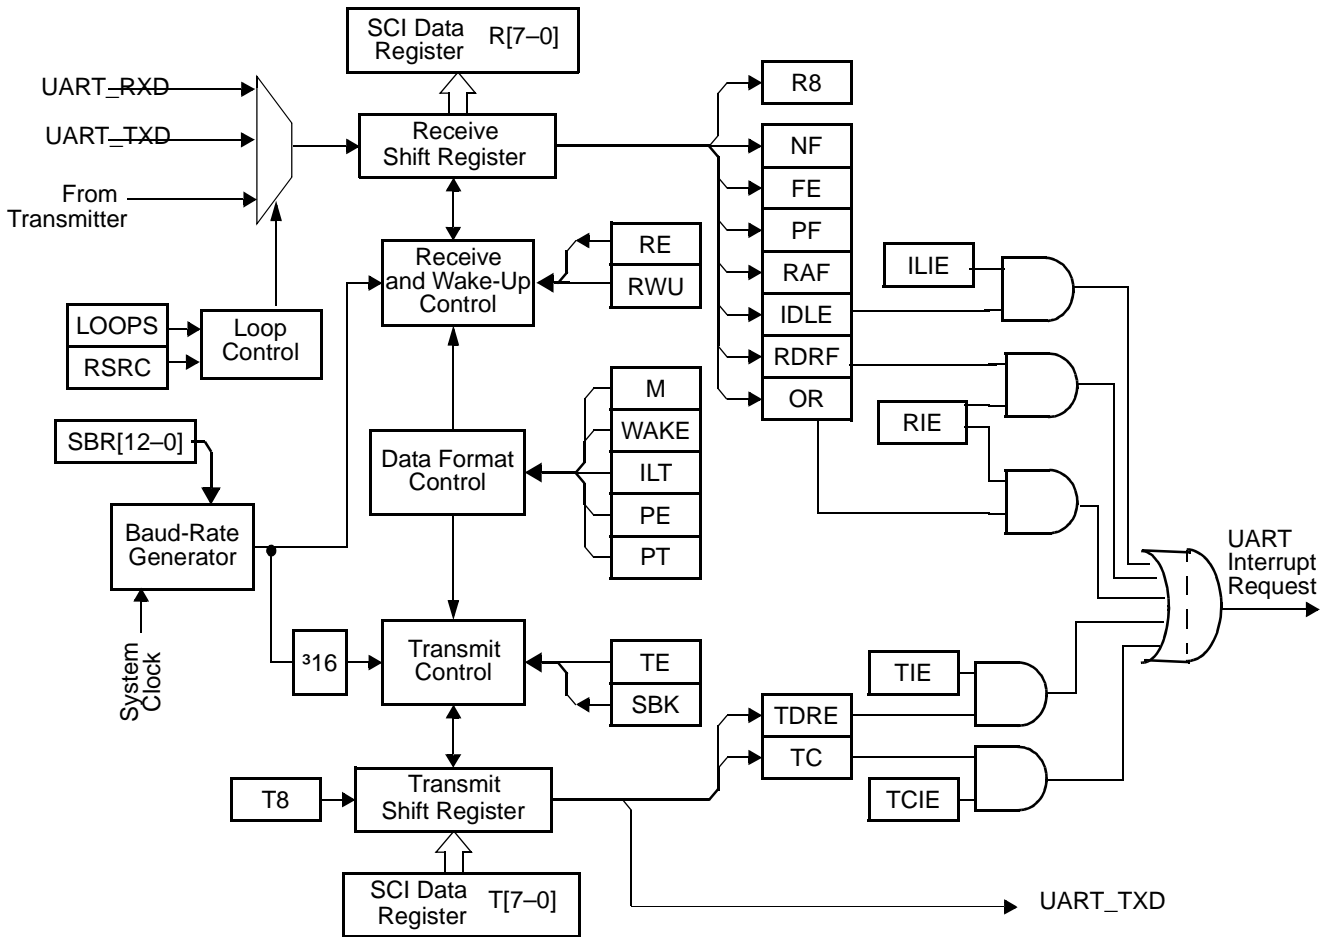 SCI Data
Register
R[7–0]
UART_RXD
UART_TXD
From
Transmitter
Receive
Shift Register
R8
NF
FE
PF
RAF
IDLE
RDRF
OR
Receive
and Wake-Up
Control
RE
RWU
ILIE
RIE
LOOPS
RSRC
Loop
Control
SBR[12–0]
Baud-Rate
Generator
System
Clock
Data Format
Control
M
WAKE
ILT
PE
PT
UART
Interrupt
Request
³16
Transmit
Control
TE
SBK
TIE
TDRE
TC
TCIE
T8
Transmit
Shift Register
SCI Data
Register
T[7–0]
UART_TXD